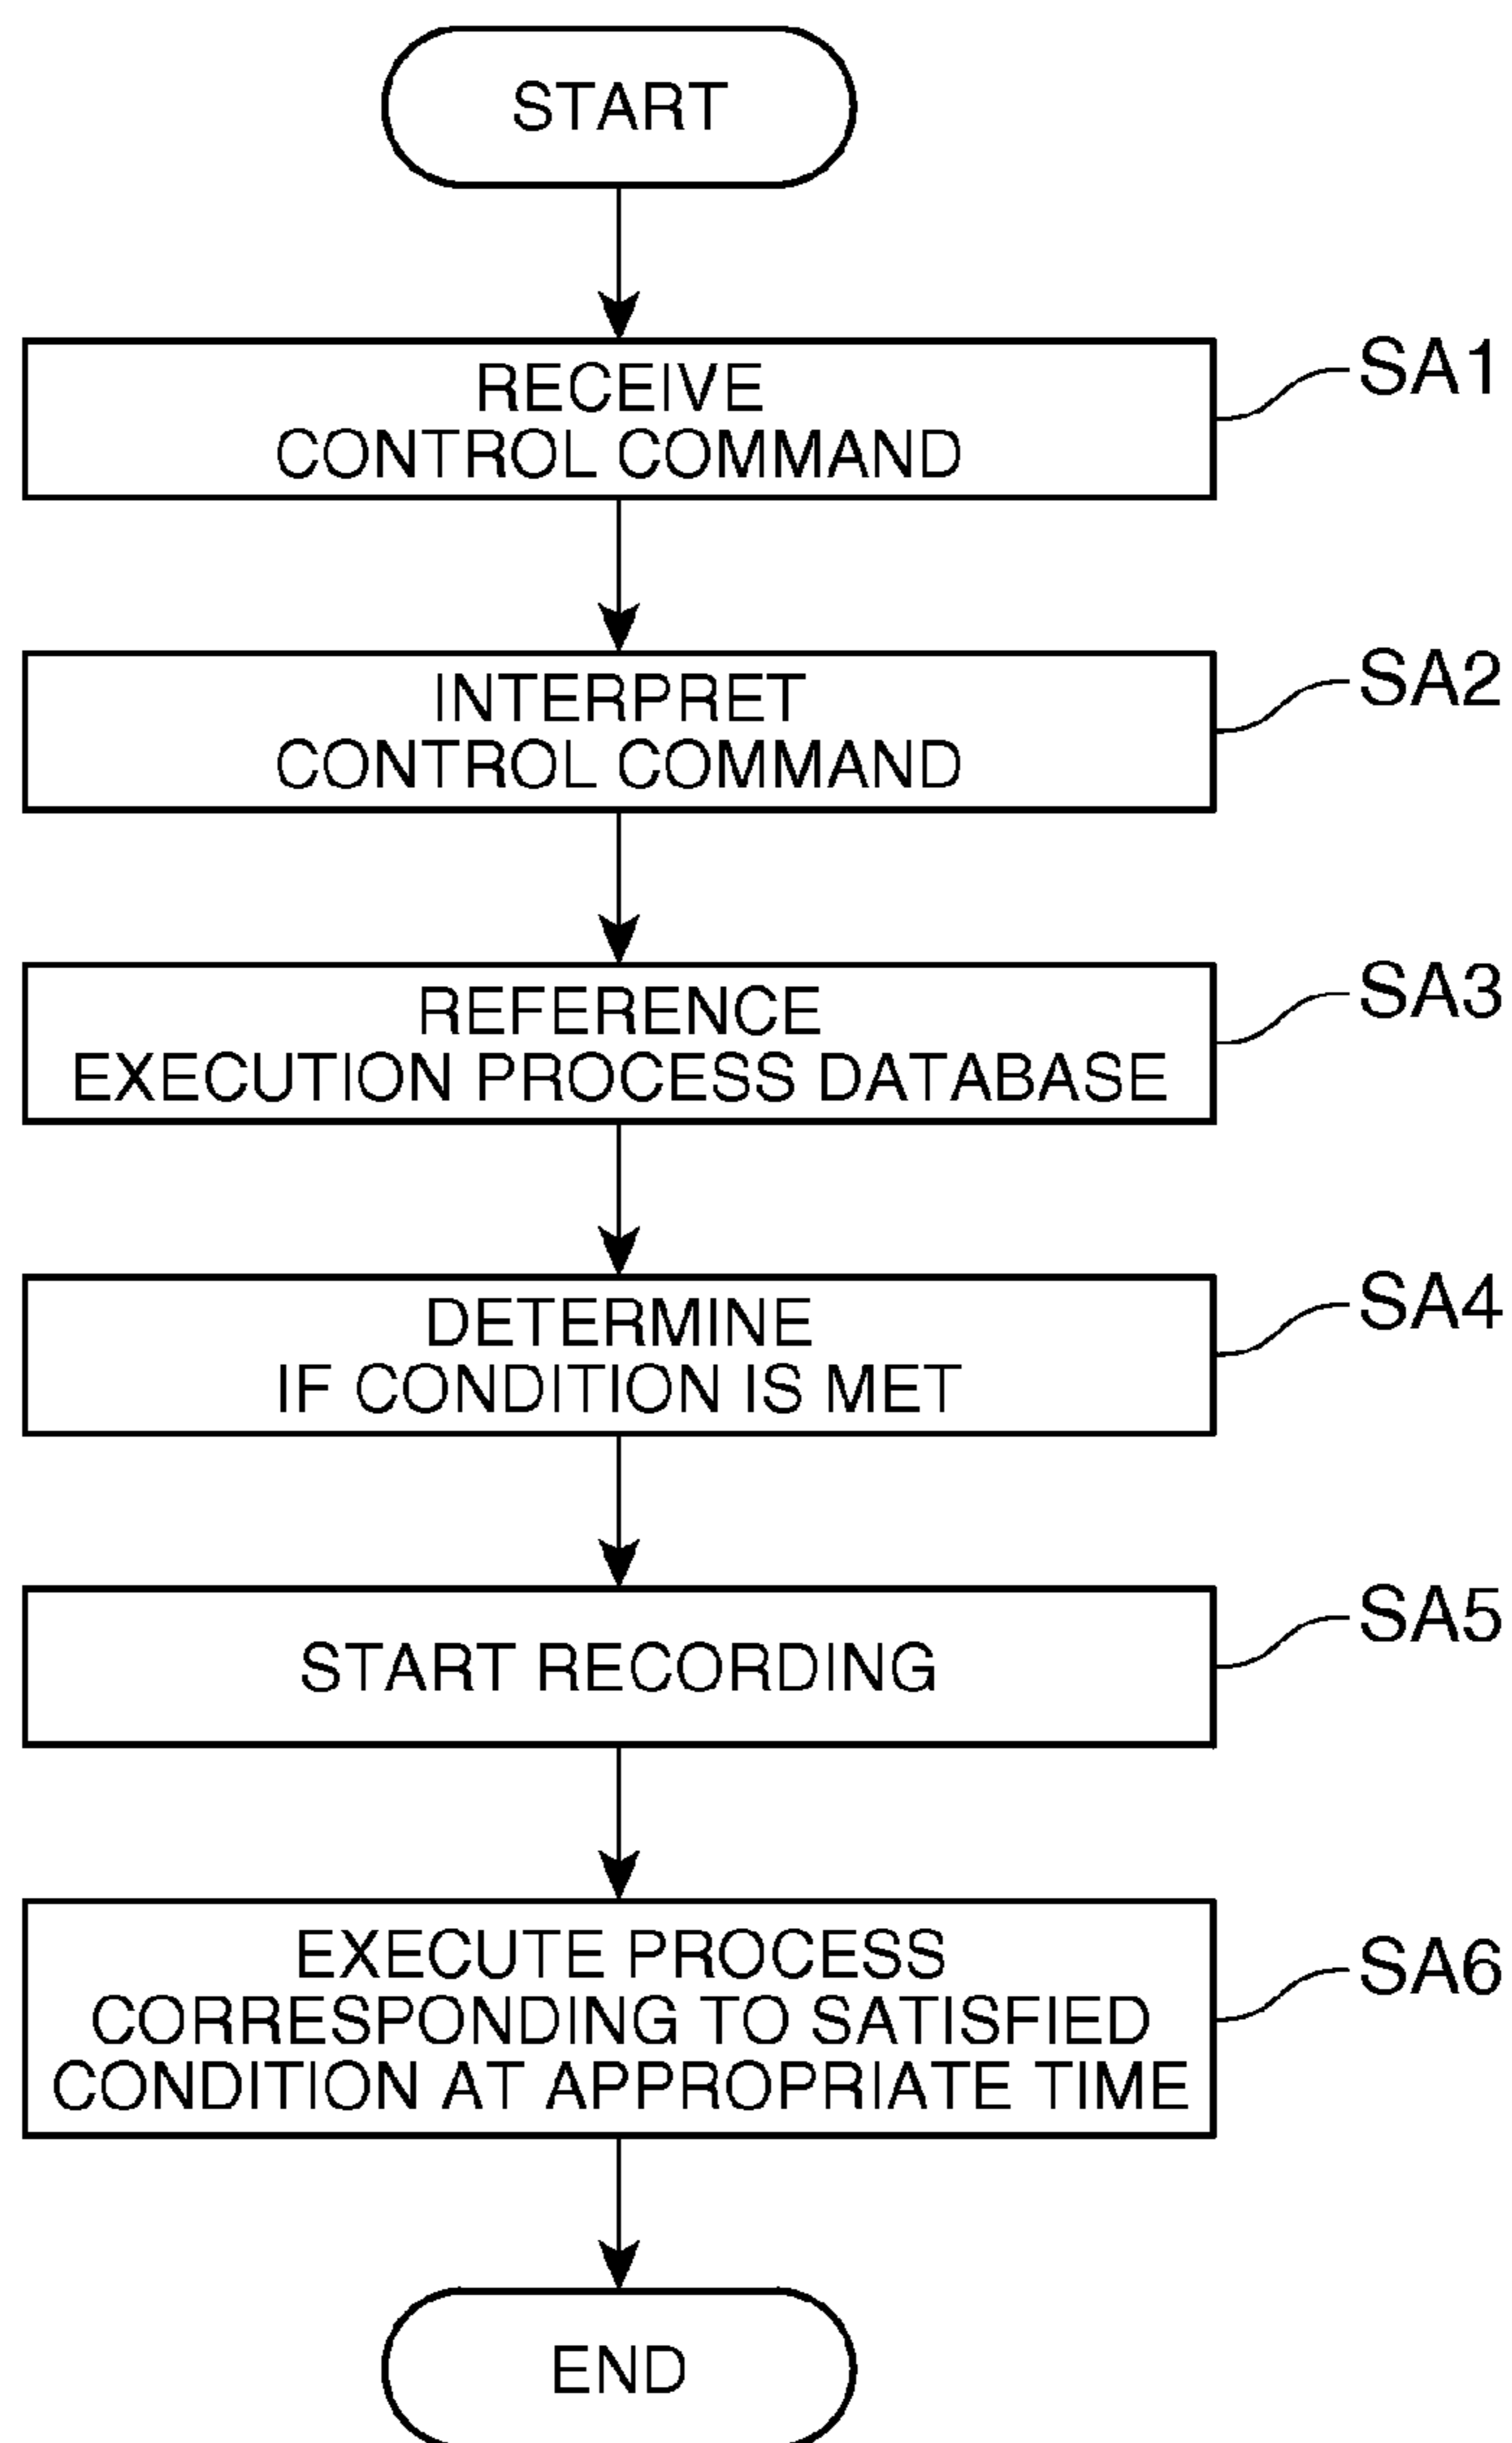 START
RECEIVE
CONTROL COMMAND
SA1
INTERPRET
CONTROL COMMAND
SA2
REFERENCE
EXECUTION PROCESS DATABASE
SA3
DETERMINE
IF CONDITION IS MET
SA4
START RECORDING
SA5
EXECUTE PROCESS
CORRESPONDING TO SATISFIED
CONDITION AT APPROPRIATE TIME
SA6
END